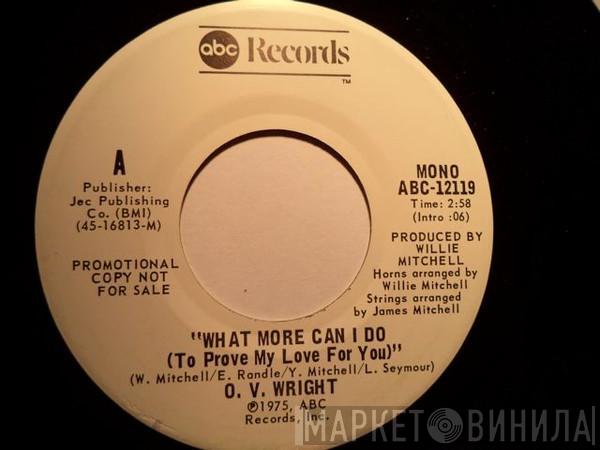 abc Records
TM
A
Publisher:
Jec Publishing
Co. (BMI)
(45-16813-M)
PROMOTIONAL
COPY NOT
FOR SALE
MONO
ABC-12119
Time: 2:58
(Intro :06)
PRODUCED BY
WILLIE
MITCHELL
Horns arranged by
Willie Mitchell
Strings arranged
by James Mitchell
"WHAT MORE CAN I DO
(To Prove My Love For You)"
(W. Mitchell/E. Randle/Y. Mitchell/L. Seymour)
O. V. WRIGHT
℗1975, ABC
Records, Inc.
МАРКЕТ ВИНИЛА